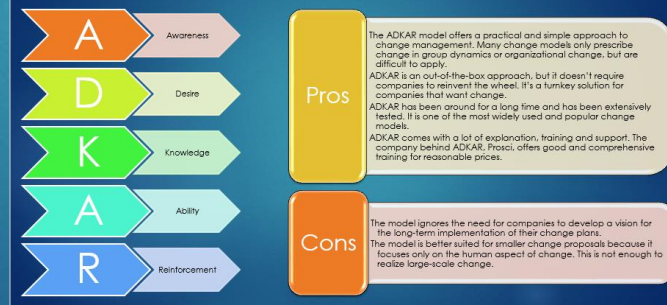 A
Awareness
D
Desire
K
Knowledge
A
Ability
R
Reinforcement
Pros
The ADKAR model offers a practical and simple approach to
change management. Many change models only prescribe
change in group dynamics or organizational change, but are
difficult to apply.
ADKAR is an out-of-the-box approach, but it doesn't require
companies to reinvent the wheel. It's a turnkey solution for
companies that want change.
ADKAR has been around for a long time and has been extensively
tested. It is one of the most widely used and popular change
models.
ADKAR comes with a lot of explanation, training and support. The
company behind ADKAR, Prosci, offers good and comprehensive
training for reasonable prices.
Cons
The model ignores the need for companies to develop a vision for
the long-term implementation of their change plans.
The model is better suited for smaller change proposals because it
focuses only on the human aspect of change. This is not enough to
realize large-scale change.